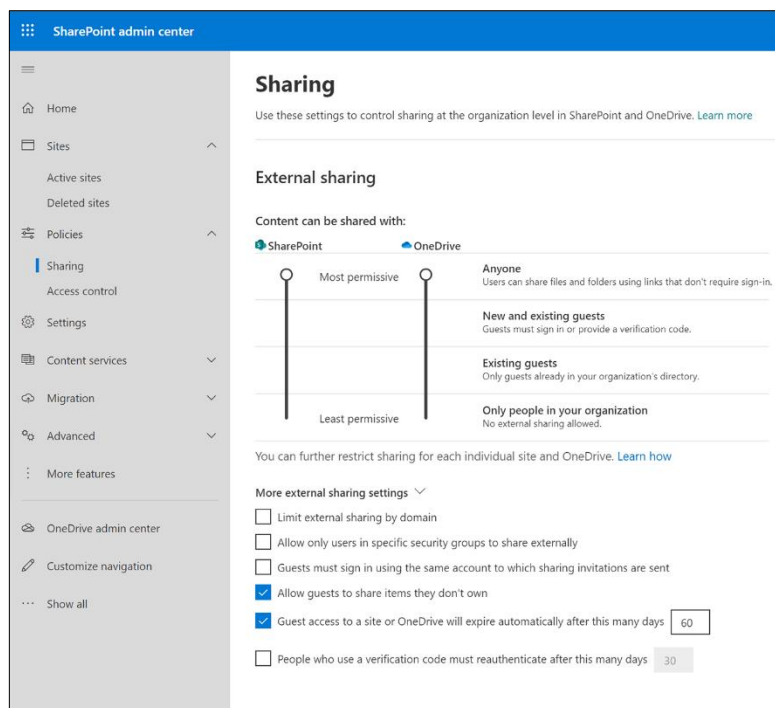 SharePoint admin center
Home
Sites
Active sites
Deleted sites
Policies
Sharing
Access control
Settings
Content services
Migration
Advanced
More features
OneDrive admin center
Customize navigation
Show all
Sharing
Use these settings to control sharing at the organization level in SharePoint and OneDrive. Learn more
External sharing
Content can be shared with:
SharePoint OneDrive
Most permissive
Anyone
Users can share files and folders using links that don't require sign-in.
New and existing guests
Guests must sign in or provide a verification code.
Existing guests
Only guests already in your organization's directory.
Least permissive
Only people in your organization
No external sharing allowed.
You can further restrict sharing for each individual site and OneDrive. Learn how
More external sharing settings
Limit external sharing by domain
Allow only users in specific security groups to share externally
Guests must sign in using the same account to which sharing invitations are sent
Allow guests to share items they don't own
Guest access to a site or OneDrive will expire automatically after this many days 60
People who use a verification code must reauthenticate after this many days 30